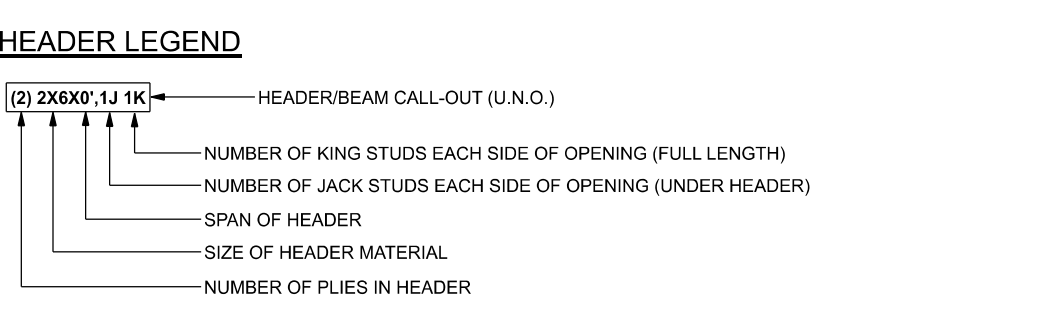 HEADER LEGEND
(2) 2X6X0',1J 1K
HEADER/BEAM CALL-OUT (U.N.O.)
NUMBER OF KING STUDS EACH SIDE OF OPENING (FULL LENGTH)
NUMBER OF JACK STUDS EACH SIDE OF OPENING (UNDER HEADER)
SPAN OF HEADER
SIZE OF HEADER MATERIAL
NUMBER OF PLIES IN HEADER